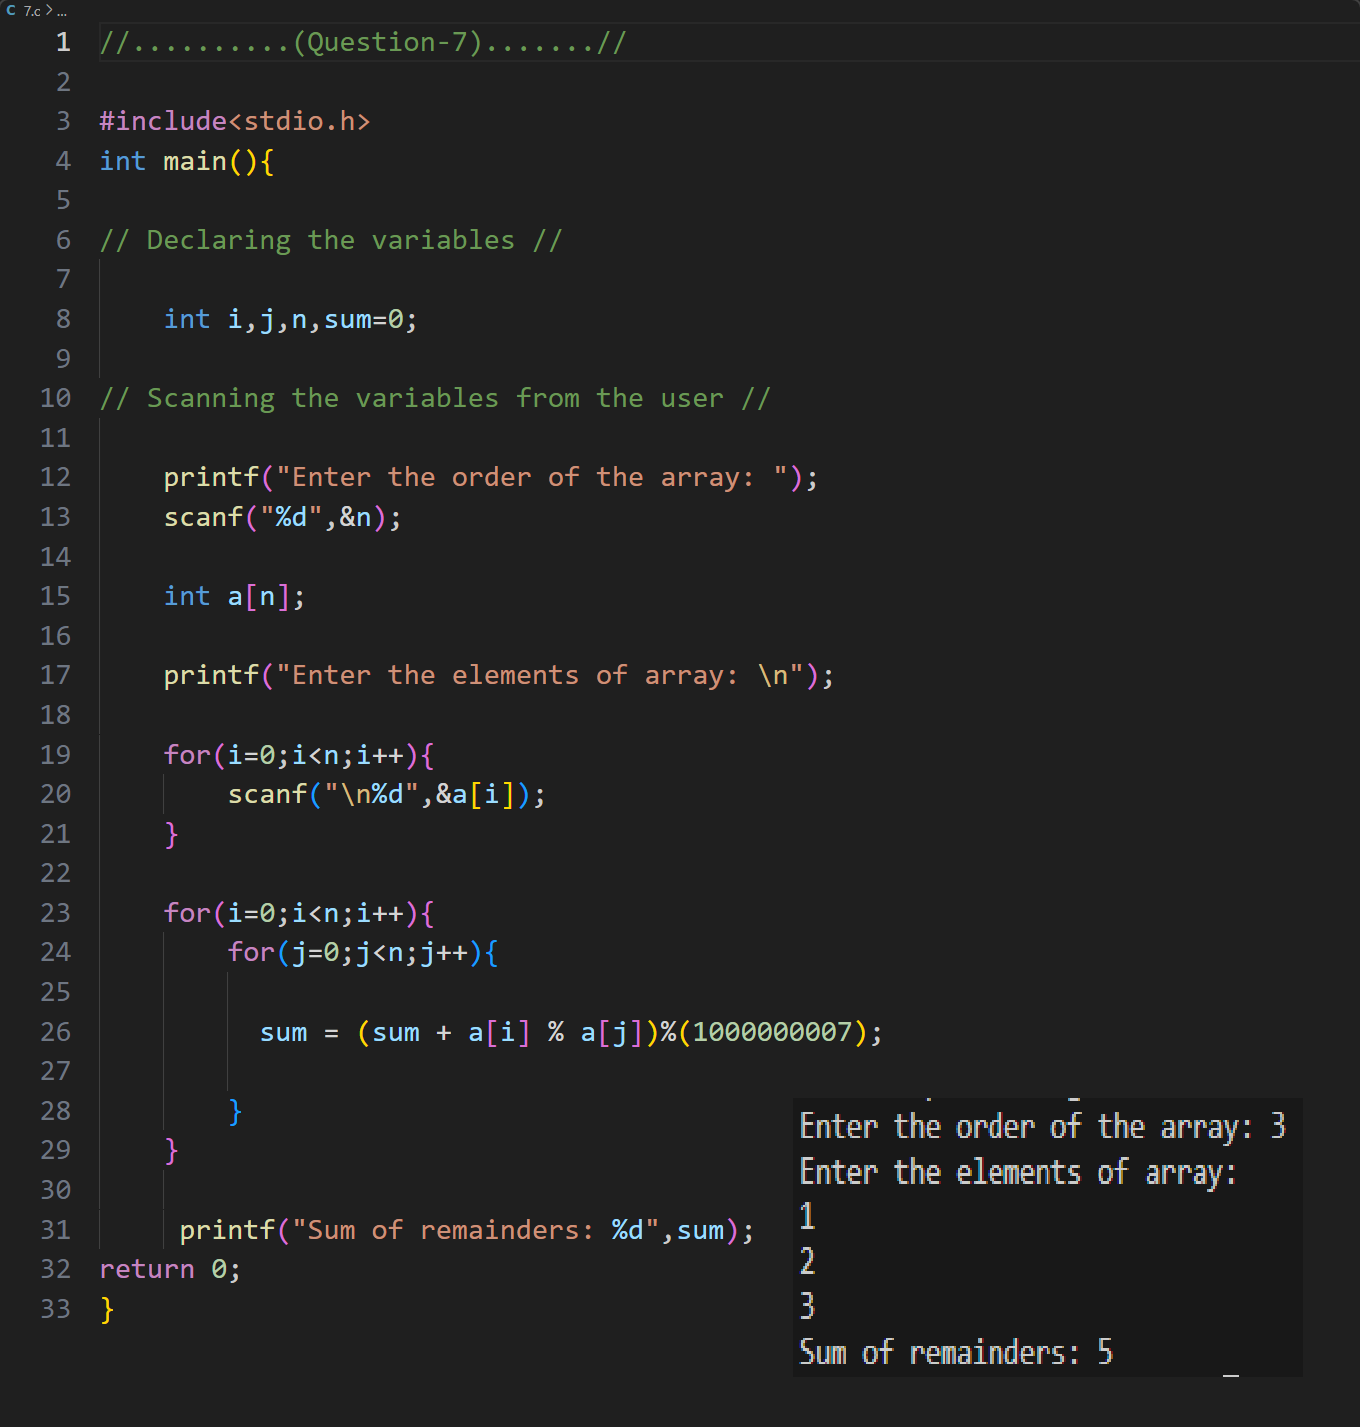 C 7.c > ...
1 //..........(Question-7).......//
2
3 #include<stdio.h>
4 int main(){
5
6 // Declaring the variables //
7
8     int i,j,n,sum=0;
9
10 // Scanning the variables from the user //
11
12     printf("Enter the order of the array: ");
13     scanf("%d",&n);
14
15     int a[n];
16
17     printf("Enter the elements of array: \n");
18
19     for(i=0;i<n;i++){
20         scanf("\n%d",&a[i]);
21     }
22
23     for(i=0;i<n;i++){
24         for(j=0;j<n;j++){
25
26           sum = (sum + a[i] % a[j])%(1000000007);
27
28         }
29     }
30
31      printf("Sum of remainders: %d",sum);
32 return 0;
33 }
Enter the order of the array: 3
Enter the elements of array:
1
2
3
Sum of remainders: 5